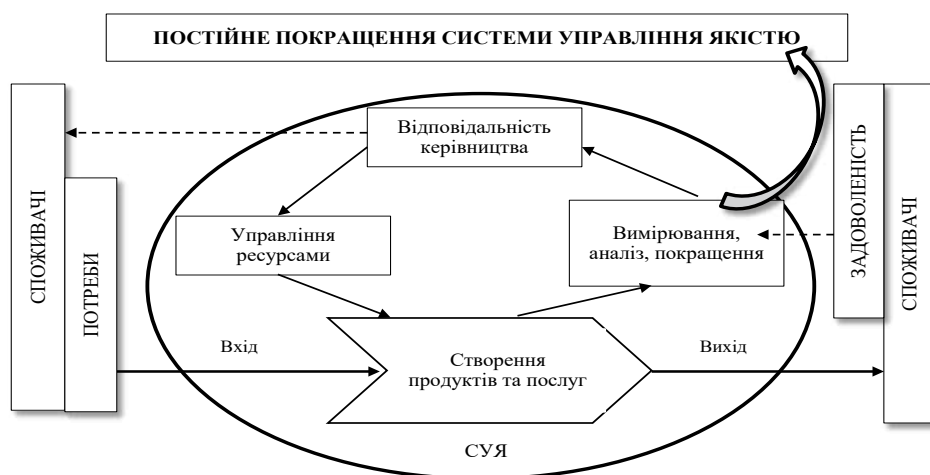 ПОСТІЙНЕ ПОКРАЩЕННЯ СИСТЕМИ УПРАВЛІННЯ ЯКІСТЮ
СПОЖИВАЧІ
ПОТРЕБИ
Відповідальність
керівництва
Управління
ресурсами
Вимірювання,
аналіз, покращення
ЗАДОВОЛЕНІСТЬ
СПОЖИВАЧІ
Вхід
Створення
продуктів та послуг
Вихід
СУЯ